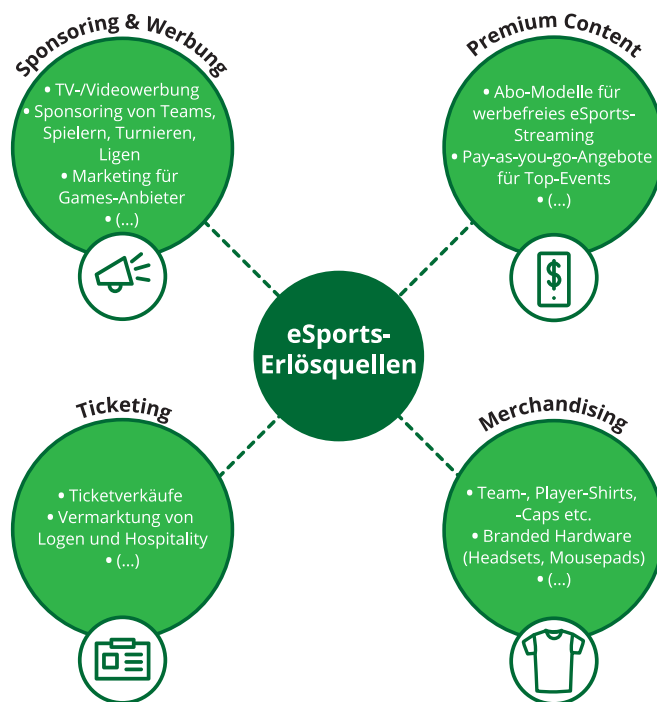 Sponsoring & Werbung
• TV-/Videowerbung
• Sponsoring von Teams,
Spielern, Turnieren,
Ligen
• Marketing für
Games-Anbieter
• (...)
Premium Content
• Abo-Modelle für
werbefreies eSports-
Streaming
• Pay-as-you-go-Angebote
für Top-Events
• (...)
$
eSports-
Erlösquellen
Ticketing
• Ticketverkäufe
• Vermarktung von
Logen und Hospitality
• (...)
Merchandising
• Team-, Player-Shirts,
-Caps etc.
• Branded Hardware
(Headsets, Mousepads)
• (...)